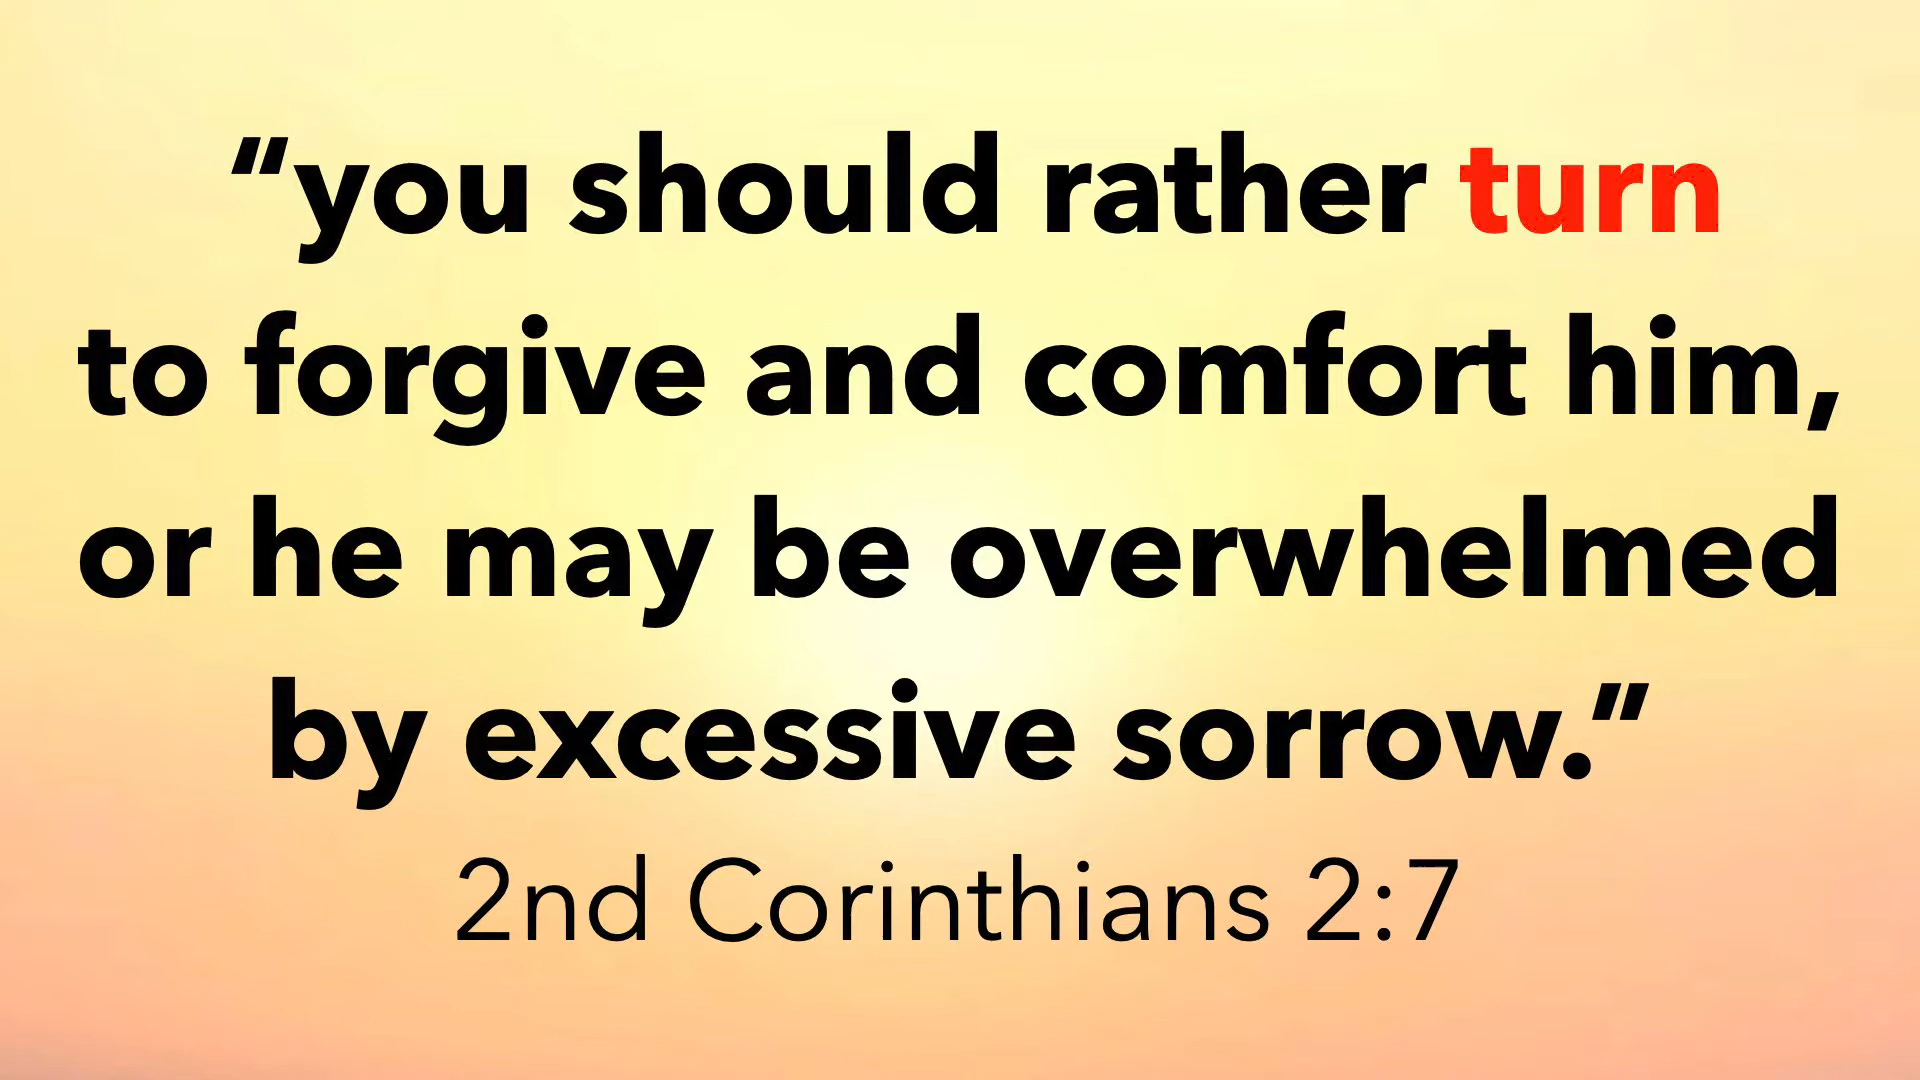 “you should rather turn
to forgive and comfort him,
or he may be overwhelmed
by excessive sorrow.”
2nd Corinthians 2:7